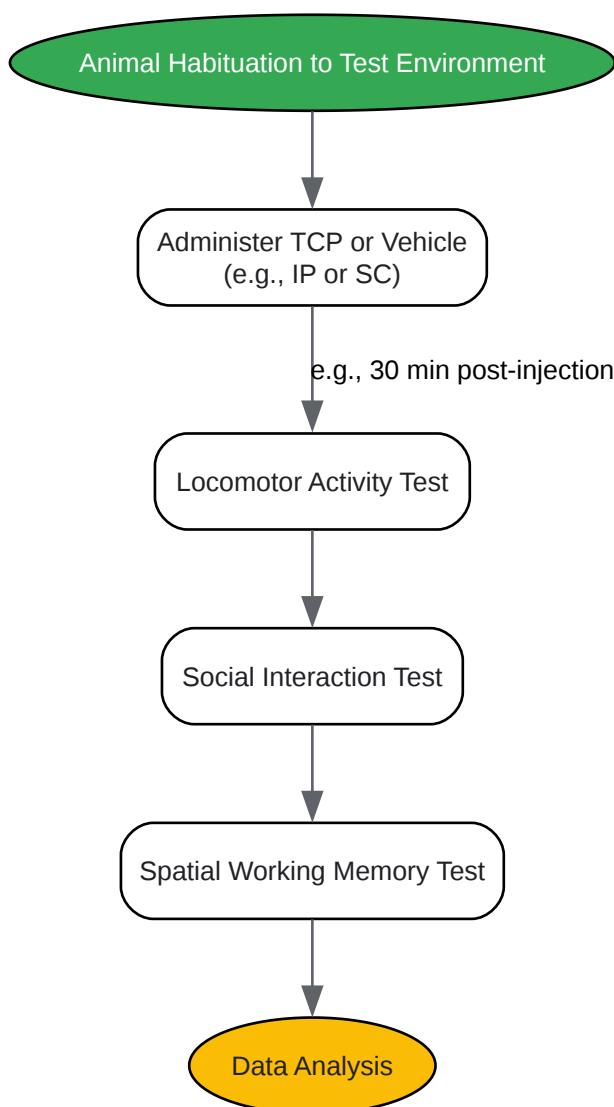 Animal Habituation to Test Environment
Administer TCP or Vehicle
(e.g., IP or SC)
e.g., 30 min post-injection
Locomotor Activity Test
Social Interaction Test
Spatial Working Memory Test
Data Analysis